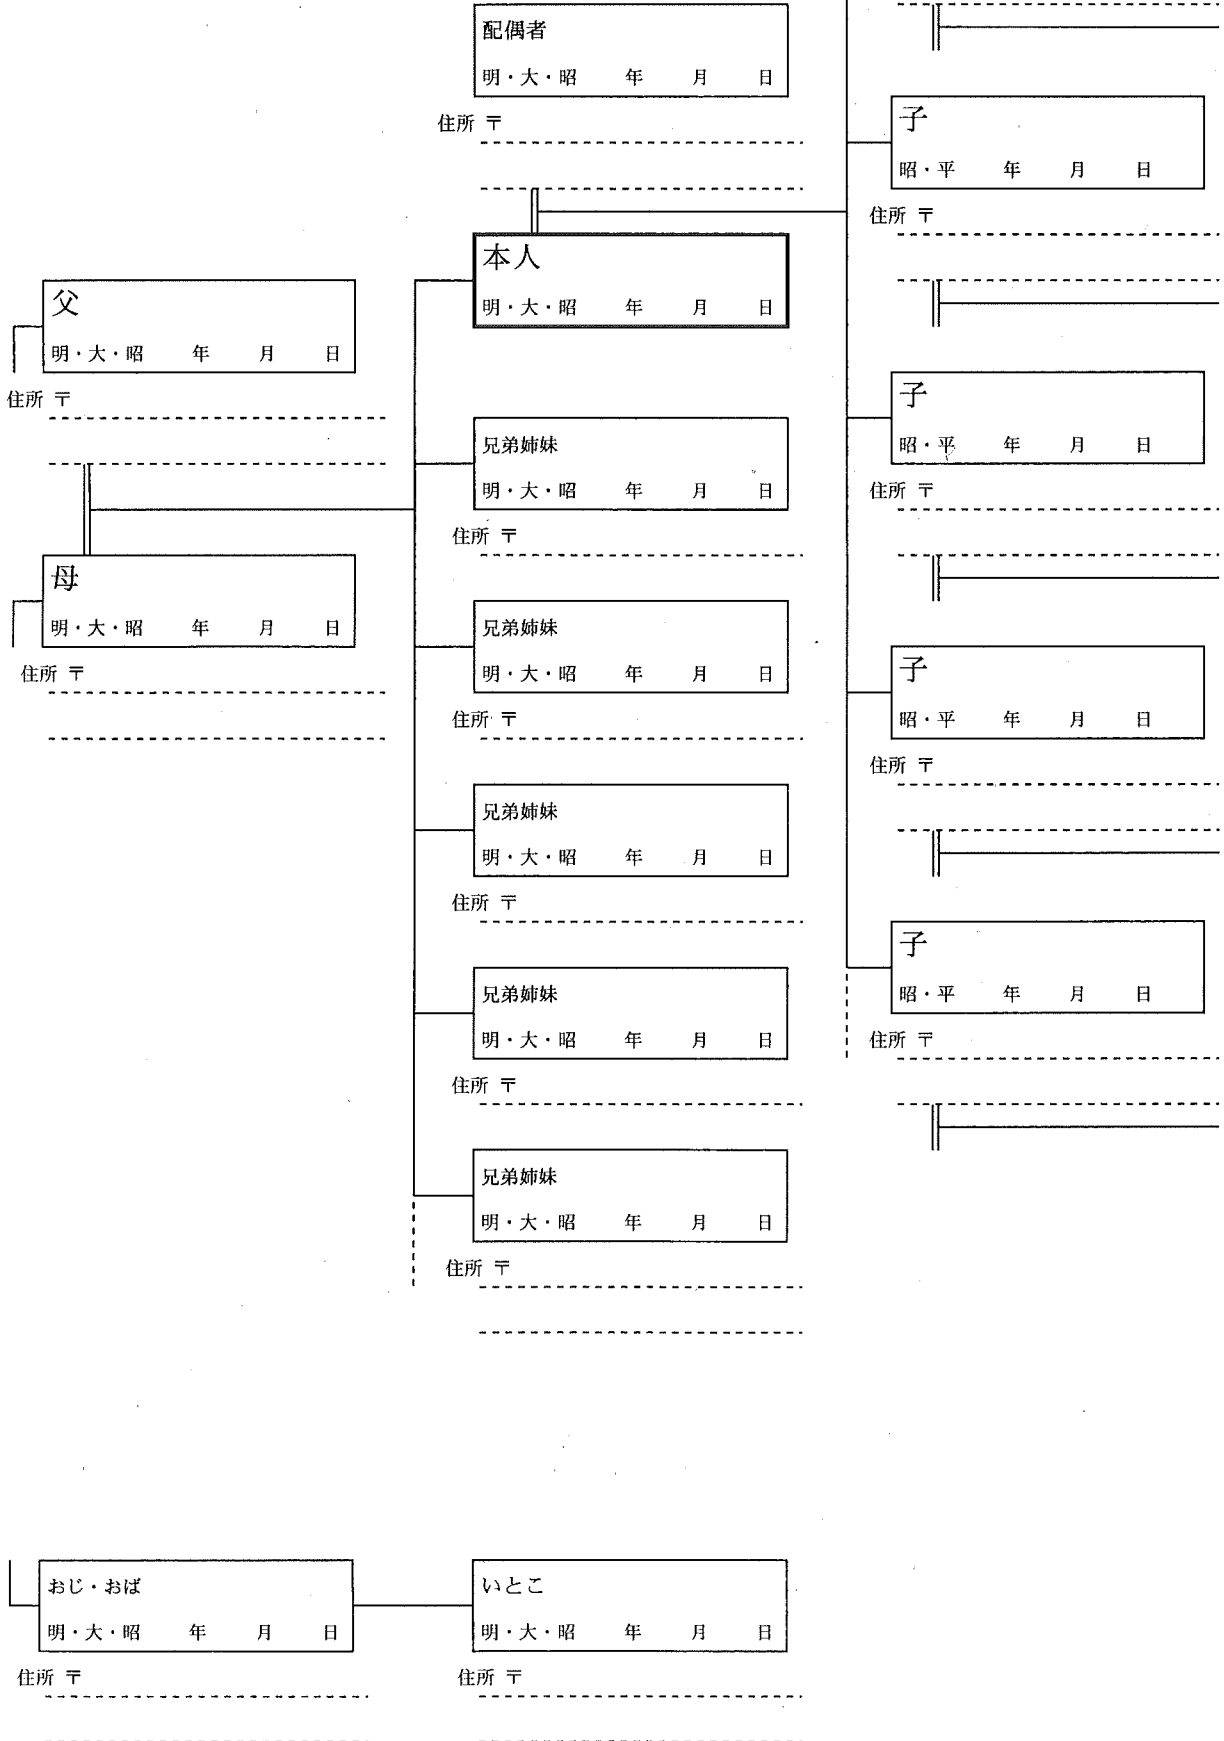 配偶者
明・大・昭 年 月 日
住所 〒
本人
明・大・昭 年 月 日
父
明・大・昭 年 月 日
住所 〒
母
明・大・昭 年 月 日
住所 〒
兄弟姉妹
明・大・昭 年 月 日
住所 〒
兄弟姉妹
明・大・昭 年 月 日
住所 〒
兄弟姉妹
明・大・昭 年 月 日
住所 〒
兄弟姉妹
明・大・昭 年 月 日
住所 〒
兄弟姉妹
明・大・昭 年 月 日
住所 〒
子
昭・平 年 月 日
住所 〒
子
昭・平 年 月 日
住所 〒
子
昭・平 年 月 日
住所 〒
子
昭・平 年 月 日
住所 〒
おじ・おば
明・大・昭 年 月 日
住所 〒
いとこ
明・大・昭 年 月 日
住所 〒